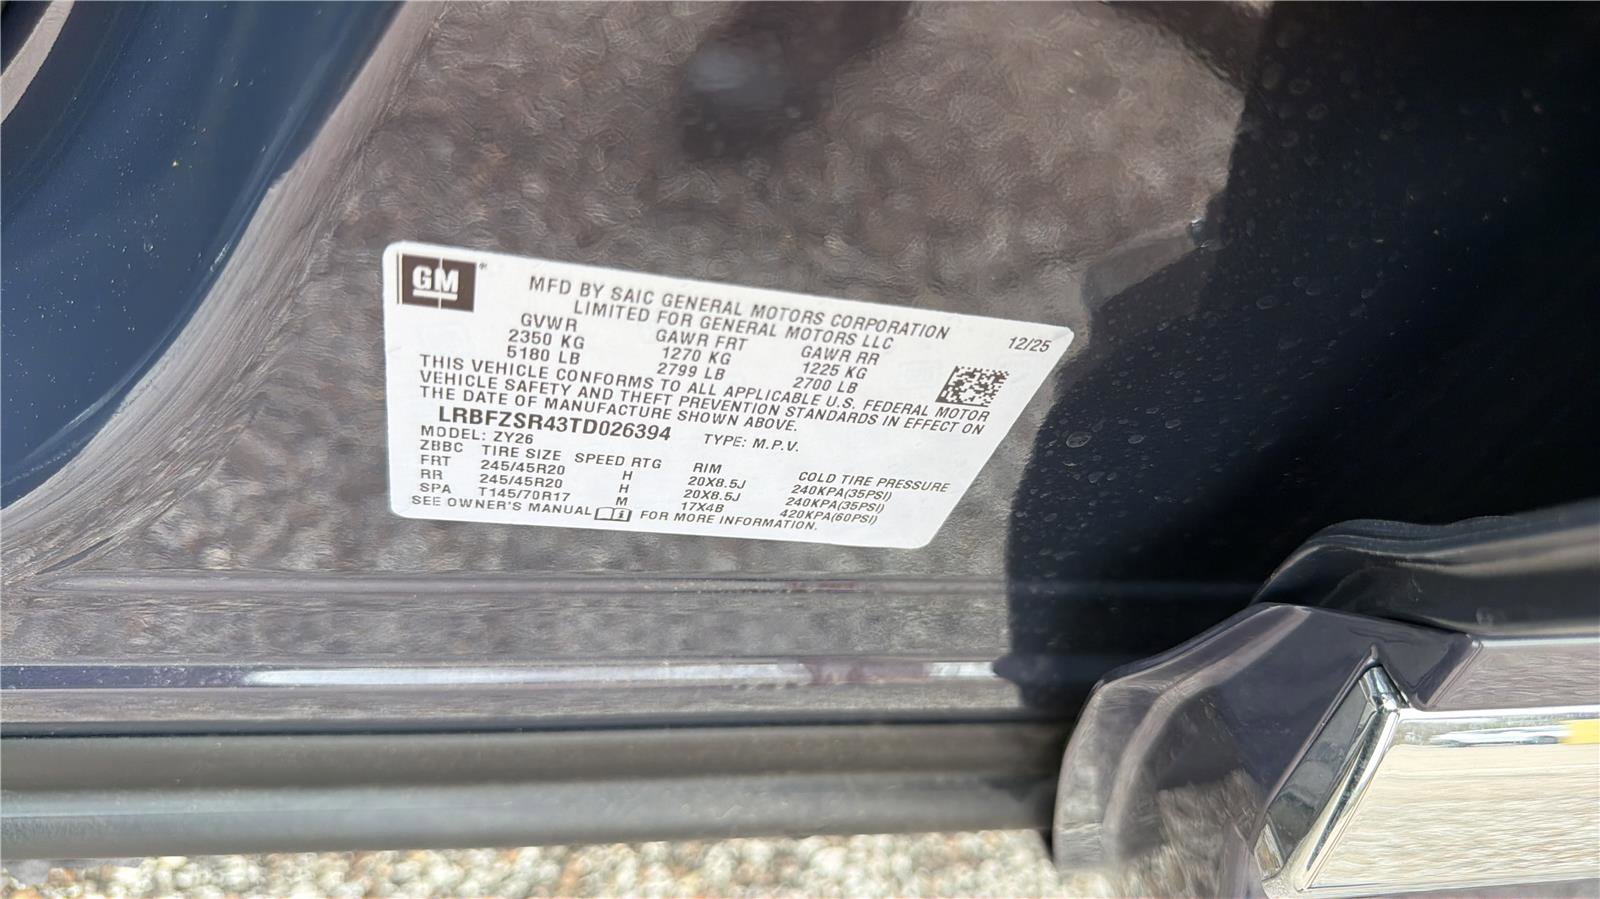 GM
MFD BY SAIC GENERAL MOTORS CORPORATION
LIMITED FOR GENERAL MOTORS LLC
12/25
GVWR GAWR FRT GAWR RR
2350 KG 1270 KG 1225 KG
5180 LB 2799 LB 2700 LB
THIS VEHICLE CONFORMS TO ALL APPLICABLE U.S. FEDERAL MOTOR
VEHICLE SAFETY AND THEFT PREVENTION STANDARDS IN EFFECT ON
THE DATE OF MANUFACTURE SHOWN ABOVE.
LRBFZSR43TD026394 TYPE: M.P.V.
MODEL: ZY26
ZBBC TIRE SIZE SPEED RTG RIM COLD TIRE PRESSURE
FRT 245/45R20 H 20X8.5J 240KPA(35PSI)
RR 245/45R20 H 20X8.5J 240KPA(35PSI)
SPA T145/70R17 M 17X4B 420KPA(60PSI)
SEE OWNER'S MANUAL i FOR MORE INFORMATION.